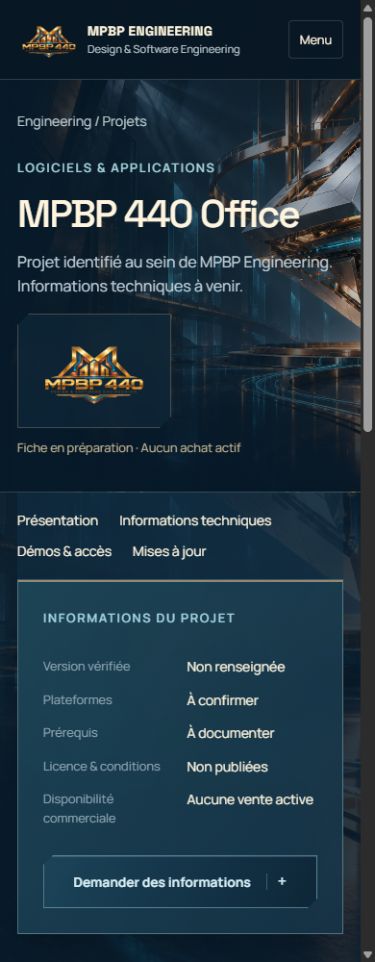 MPBP 440
MPBP ENGINEERING
Design & Software Engineering
Menu
Engineering / Projets
LOGICIELS & APPLICATIONS
MPBP 440 Office
Projet identifié au sein de MPBP Engineering.
Informations techniques à venir.
MPBP 440
Fiche en préparation · Aucun achat actif
Présentation Informations techniques
Démos & accès Mises à jour
INFORMATIONS DU PROJET
Version vérifiée Non renseignée
Plateformes À confirmer
Prérequis À documenter
Licence & conditions Non publiées
Disponibilité Aucune vente active
commerciale
Demander des informations +